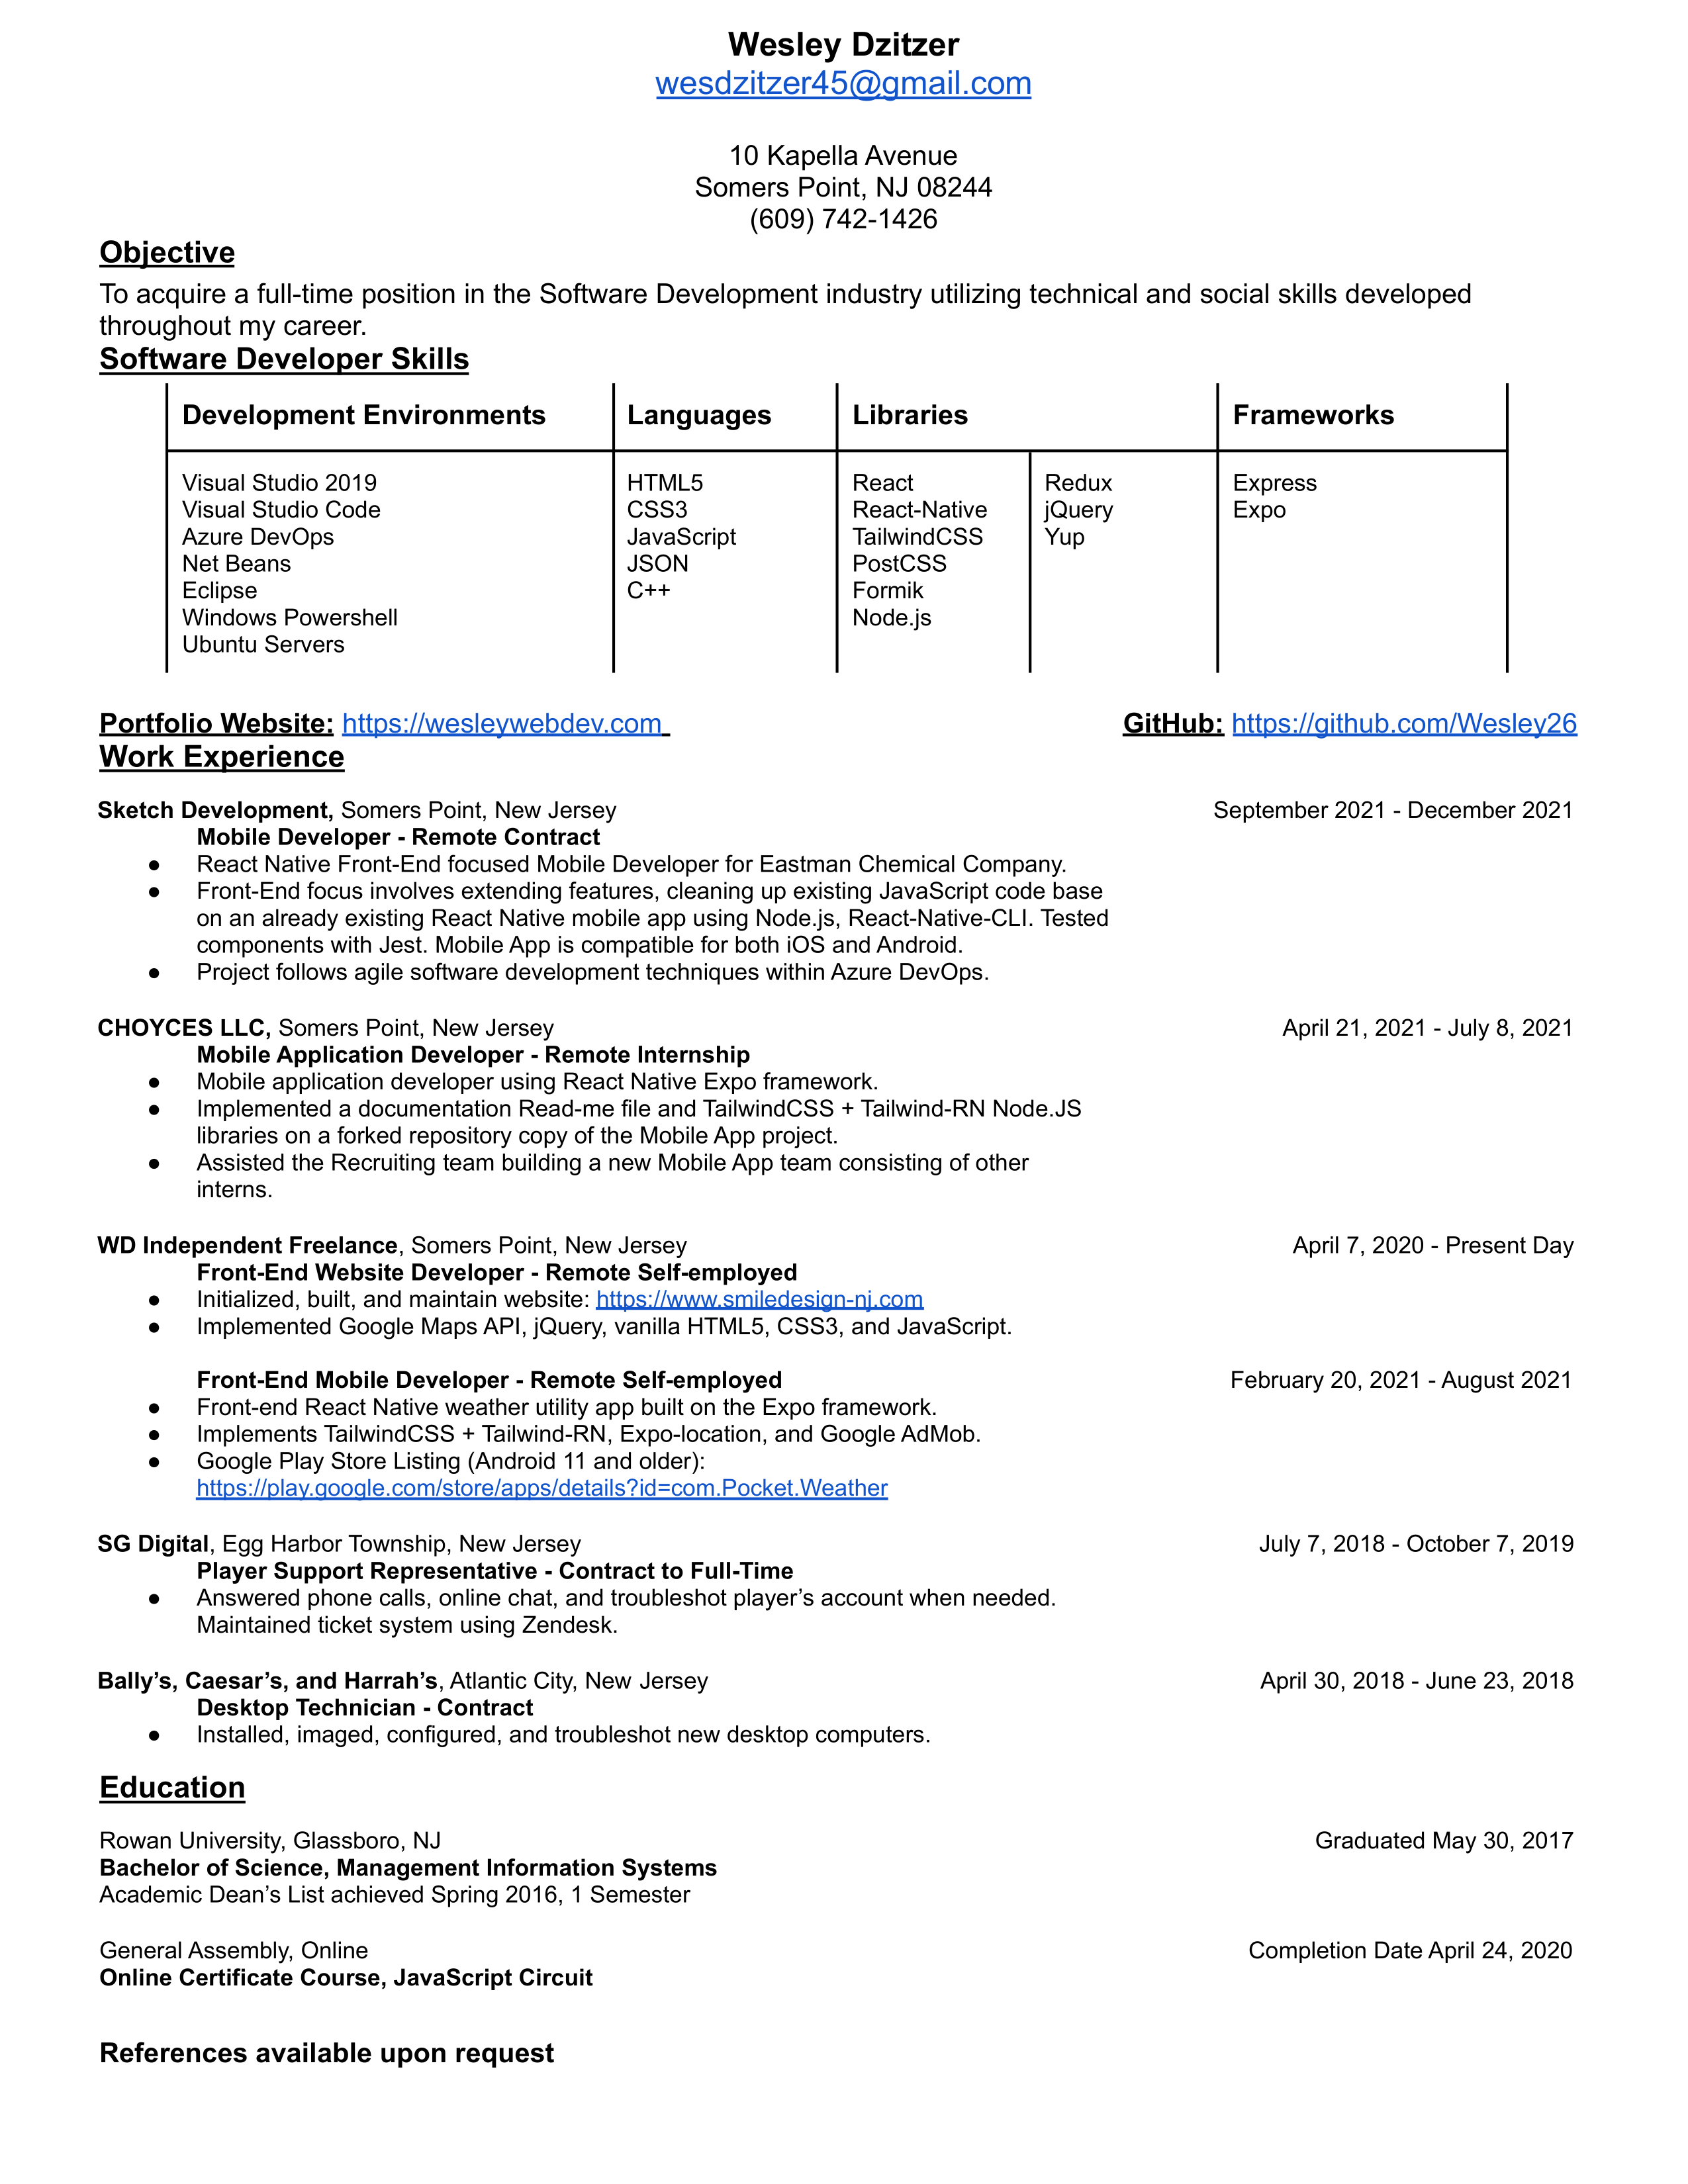 Wesley Dzitzer
wesdzitzer45@gmail.com
10 Kapella Avenue
Somers Point, NJ 08244
(609) 742-1426
Objective
To acquire a full-time position in the Software Development industry utilizing technical and social skills developed
throughout my career.
Software Developer Skills
Development Environments Languages Libraries Frameworks
Visual Studio 2019 HTML5 React Redux Express
Visual Studio Code CSS3 React-Native jQuery Expo
Azure DevOps JavaScript TailwindCSS Yup
Net Beans JSON PostCSS
Eclipse C++ Formik
Windows Powershell Node.js
Ubuntu Servers
Portfolio Website: https://wesleywebdev.com GitHub: https://github.com/Wesley26
Work Experience
Sketch Development, Somers Point, New Jersey September 2021 - December 2021
Mobile Developer - Remote Contract
● React Native Front-End focused Mobile Developer for Eastman Chemical Company.
● Front-End focus involves extending features, cleaning up existing JavaScript code base
on an already existing React Native mobile app using Node.js, React-Native-CLI. Tested
components with Jest. Mobile App is compatible for both iOS and Android.
● Project follows agile software development techniques within Azure DevOps.
CHOYCES LLC, Somers Point, New Jersey April 21, 2021 - July 8, 2021
Mobile Application Developer - Remote Internship
● Mobile application developer using React Native Expo framework.
● Implemented a documentation Read-me file and TailwindCSS + Tailwind-RN Node.JS
libraries on a forked repository copy of the Mobile App project.
● Assisted the Recruiting team building a new Mobile App team consisting of other
interns.
WD Independent Freelance, Somers Point, New Jersey April 7, 2020 - Present Day
Front-End Website Developer - Remote Self-employed
● Initialized, built, and maintain website: https://www.smiledesign-nj.com
● Implemented Google Maps API, jQuery, vanilla HTML5, CSS3, and JavaScript.
Front-End Mobile Developer - Remote Self-employed February 20, 2021 - August 2021
● Front-end React Native weather utility app built on the Expo framework.
● Implements TailwindCSS + Tailwind-RN, Expo-location, and Google AdMob.
● Google Play Store Listing (Android 11 and older):
https://play.google.com/store/apps/details?id=com.Pocket.Weather
SG Digital, Egg Harbor Township, New Jersey July 7, 2018 - October 7, 2019
Player Support Representative - Contract to Full-Time
● Answered phone calls, online chat, and troubleshot player’s account when needed.
Maintained ticket system using Zendesk.
Bally’s, Caesar’s, and Harrah’s, Atlantic City, New Jersey April 30, 2018 - June 23, 2018
Desktop Technician - Contract
● Installed, imaged, configured, and troubleshot new desktop computers.
Education
Rowan University, Glassboro, NJ Graduated May 30, 2017
Bachelor of Science, Management Information Systems
Academic Dean’s List achieved Spring 2016, 1 Semester
General Assembly, Online Completion Date April 24, 2020
Online Certificate Course, JavaScript Circuit
References available upon request